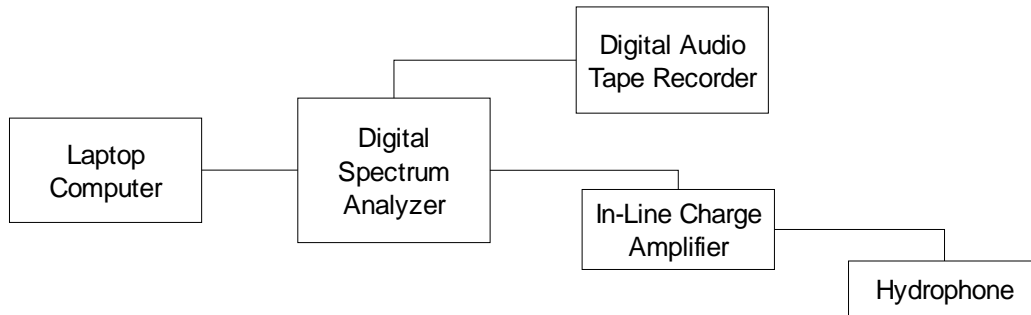 Digital Audio
Tape Recorder
Laptop
Computer
Digital
Spectrum
Analyzer
In-Line Charge
Amplifier
Hydrophone